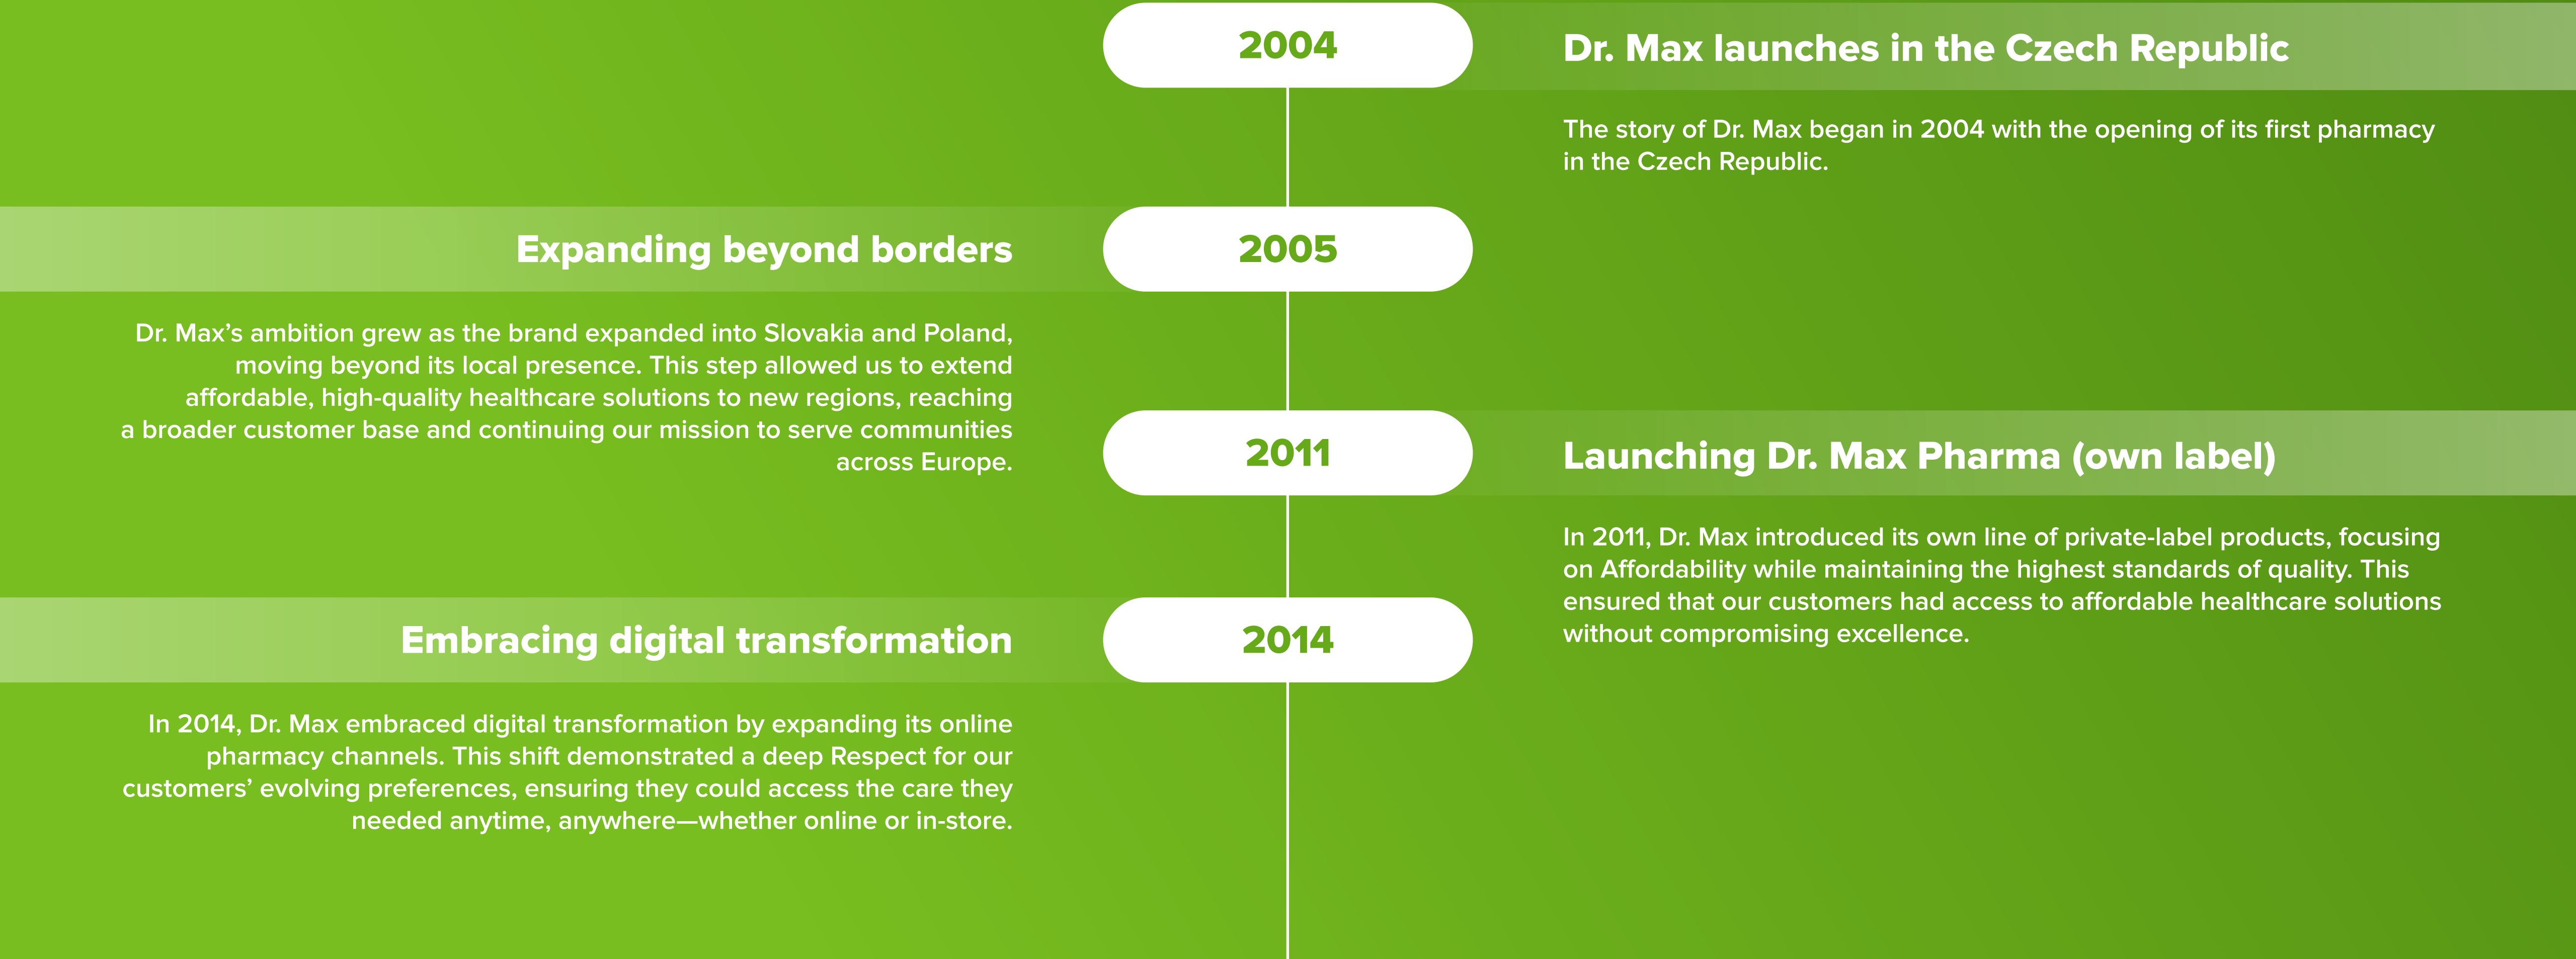 2004
Dr. Max launches in the Czech Republic
The story of Dr. Max began in 2004 with the opening of its first pharmacy
in the Czech Republic.
Expanding beyond borders
2005
Dr. Max’s ambition grew as the brand expanded into Slovakia and Poland,
moving beyond its local presence. This step allowed us to extend
affordable, high-quality healthcare solutions to new regions, reaching
a broader customer base and continuing our mission to serve communities
across Europe.
2011
Launching Dr. Max Pharma (own label)
In 2011, Dr. Max introduced its own line of private-label products, focusing
on Affordability while maintaining the highest standards of quality. This
ensured that our customers had access to affordable healthcare solutions
without compromising excellence.
Embracing digital transformation
2014
In 2014, Dr. Max embraced digital transformation by expanding its online
pharmacy channels. This shift demonstrated a deep Respect for our
customers’ evolving preferences, ensuring they could access the care they
needed anytime, anywhere—whether online or in-store.